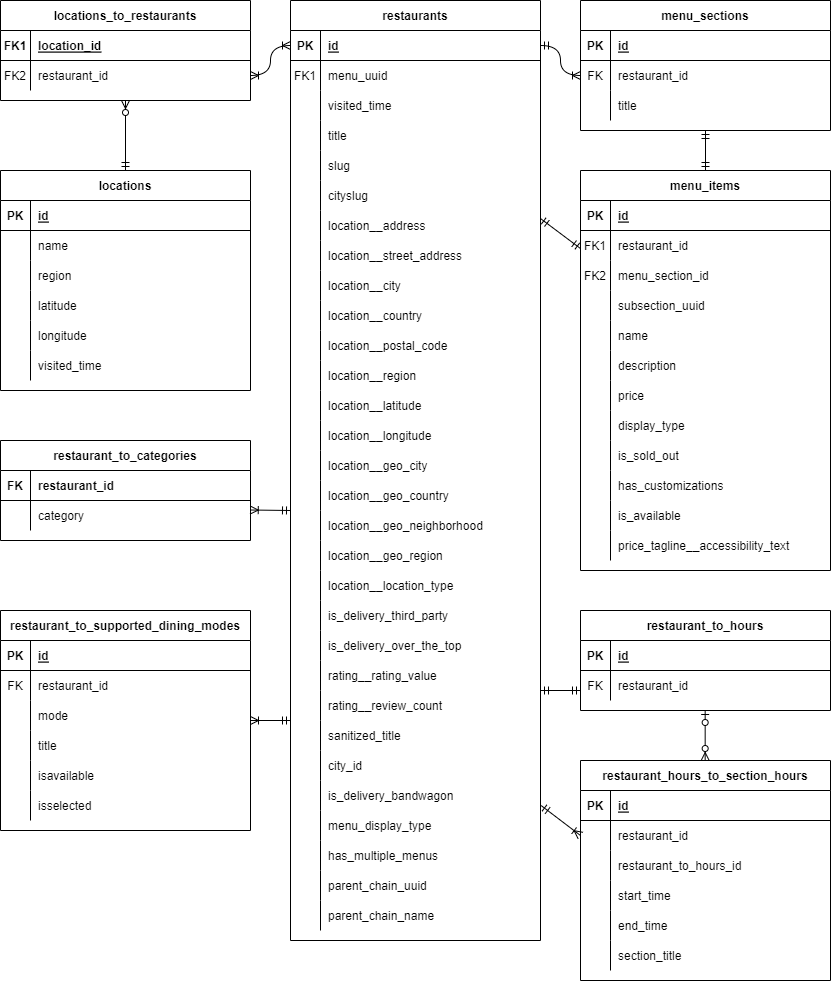 locations_to_restaurants
FK1 location_id
FK2 restaurant_id
locations
PK id
name
region
latitude
longitude
visited_time
restaurant_to_categories
FK restaurant_id
category
restaurant_to_supported_dining_modes
PK id
FK restaurant_id
mode
title
isavailable
isselected
restaurants
PK id
FK1 menu_uuid
visited_time
title
slug
cityslug
location__address
location__street_address
location__city
location__country
location__postal_code
location__region
location__latitude
location__longitude
location__geo_city
location__geo_country
location__geo_neighborhood
location__geo_region
location__location_type
is_delivery_third_party
is_delivery_over_the_top
rating__rating_value
rating__review_count
sanitized_title
city_id
is_delivery_bandwagon
menu_display_type
has_multiple_menus
parent_chain_uuid
parent_chain_name
menu_sections
PK id
FK restaurant_id
title
menu_items
PK id
FK1 restaurant_id
FK2 menu_section_id
subsection_uuid
name
description
price
display_type
is_sold_out
has_customizations
is_available
price_tagline__accessibility_text
restaurant_to_hours
PK id
FK restaurant_id
restaurant_hours_to_section_hours
PK id
restaurant_id
restaurant_to_hours_id
start_time
end_time
section_title